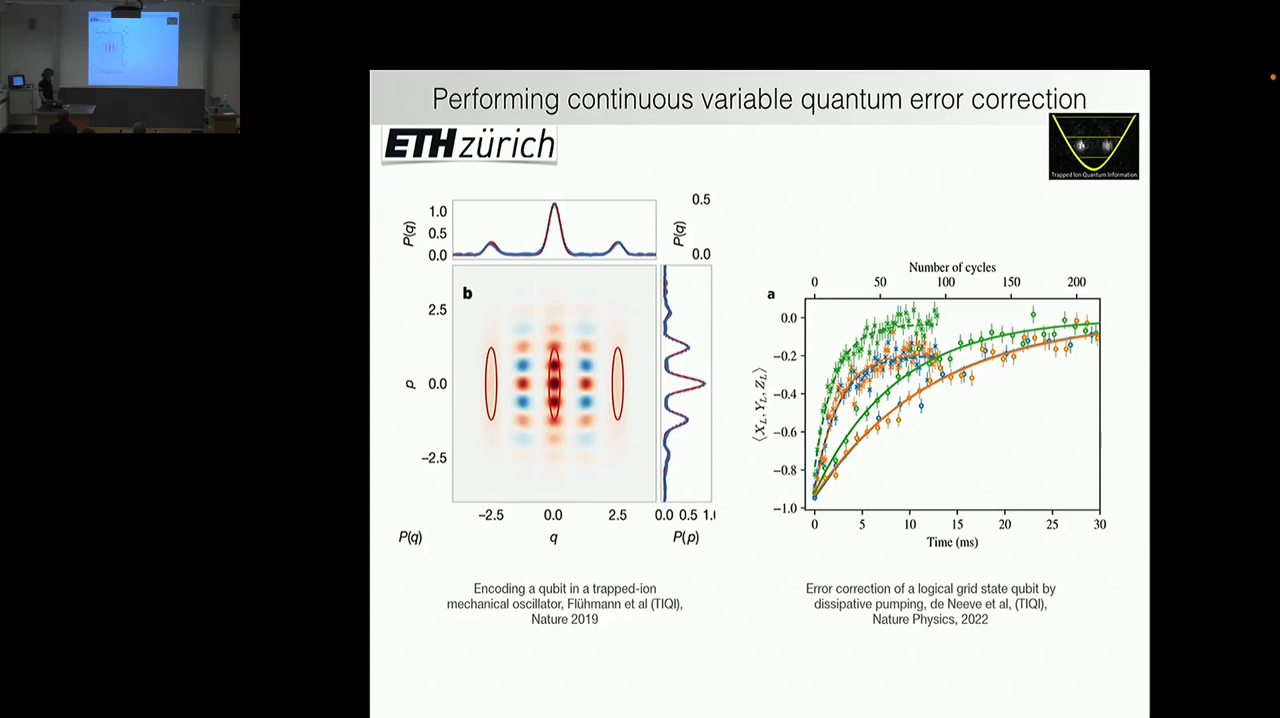 Performing continuous variable quantum error correction
ETH zürich
Trapped Ion Quantum Information
P(q)
1.0
0.5
0.0
P(q)
0.5
0.0
b
p
2.5
0.0
−2.5
−2.5 0.0 2.5
q
P(q)
0.0 0.5 1.
P(p)
a
Number of cycles
0 50 100 150 200
⟨X_L, Y_L, Z_L⟩
0.0
−0.2
−0.4
−0.6
−0.8
−1.0
0 5 10 15 20 25 30
Time (ms)
Encoding a qubit in a trapped-ion
mechanical oscillator, Flühmann et al (TIQI),
Nature 2019
Error correction of a logical grid state qubit by
dissipative pumping, de Neeve et al, (TIQI),
Nature Physics, 2022